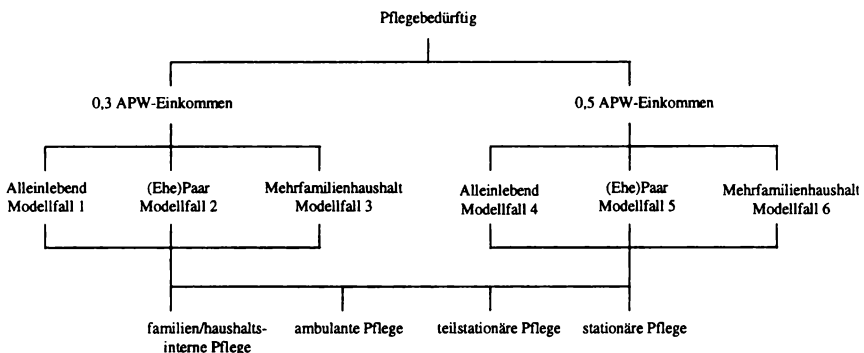 Pflegebedürftig
0,3 APW-Einkommen
0,5 APW-Einkommen
Alleinlebend
Modellfall 1
(Ehe)Paar
Modellfall 2
Mehrfamilienhaushalt
Modellfall 3
Alleinlebend
Modellfall 4
(Ehe)Paar
Modellfall 5
Mehrfamilienhaushalt
Modellfall 6
familien/haushalts-
interne Pflege
ambulante Pflege
teilstationäre Pflege
stationäre Pflege